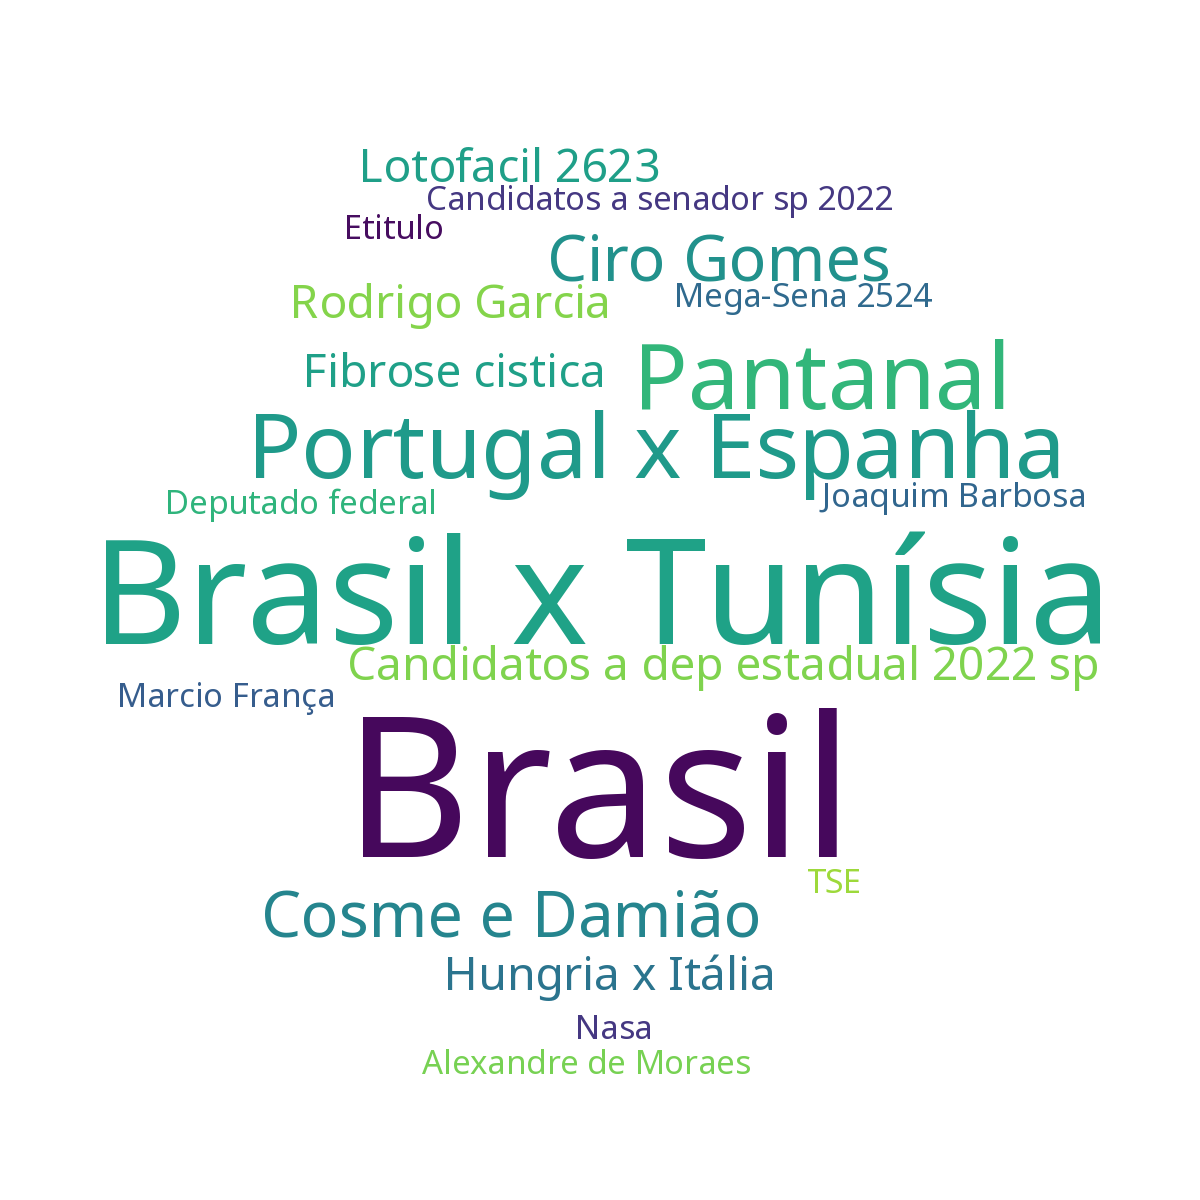 Lotofacil 2623
Candidatos a senador sp 2022
Etitulo
Ciro Gomes
Mega-Sena 2524
Rodrigo Garcia
Fibrose cistica
Pantanal
Portugal x Espanha
Deputado federal
Joaquim Barbosa
Brasil x Tunísia
Candidatos a dep estadual 2022 sp
Marcio França
Brasil
TSE
Cosme e Damião
Hungria x Itália
Nasa
Alexandre de Moraes